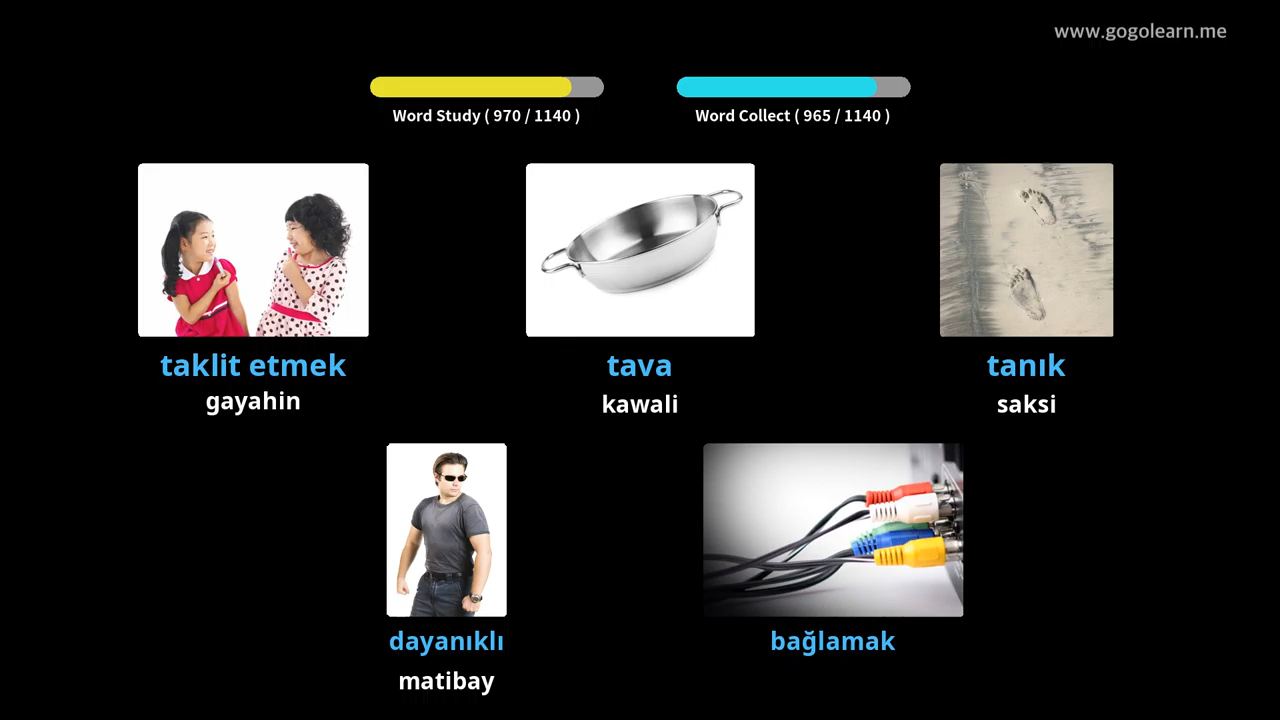 www.gogolearn.me
Word Study ( 970 / 1140 )
Word Collect ( 965 / 1140 )
taklit etmek
gayahin
tava
kawali
tanık
saksi
dayanıklı
matibay
bağlamak